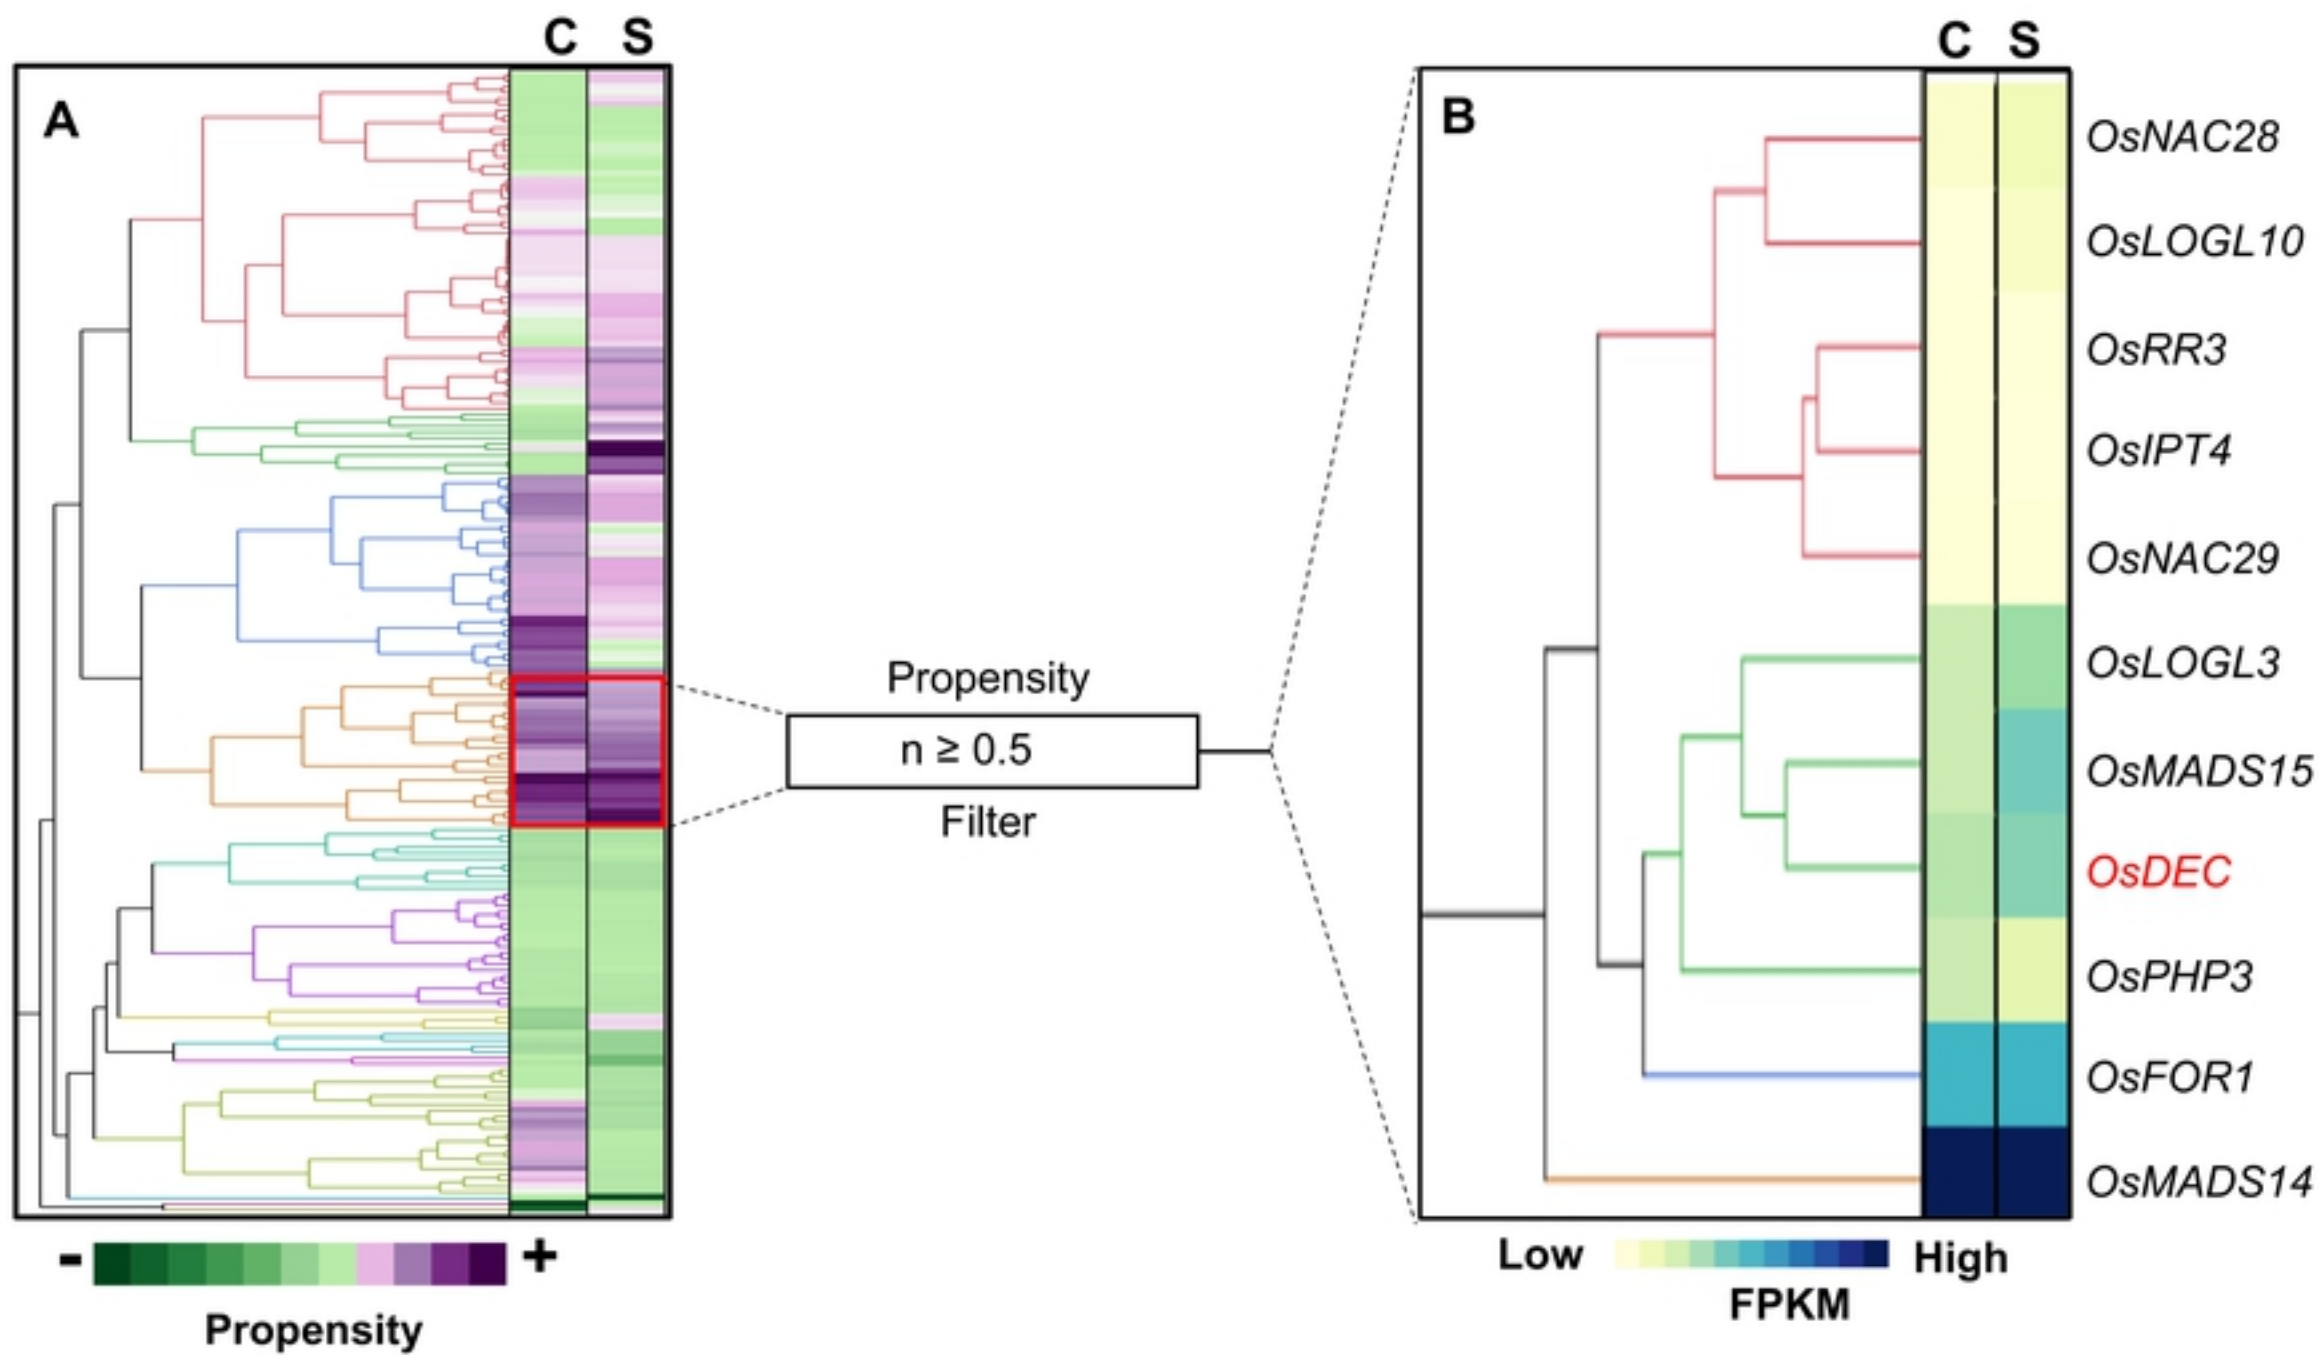 C S
A
- +
Propensity
Propensity
n ≥ 0.5
Filter
C S
B
OsNAC28
OsLOGL10
OsRR3
OsIPT4
OsNAC29
OsLOGL3
OsMADS15
OsDEC
OsPHP3
OsFOR1
OsMADS14
Low High
FPKM